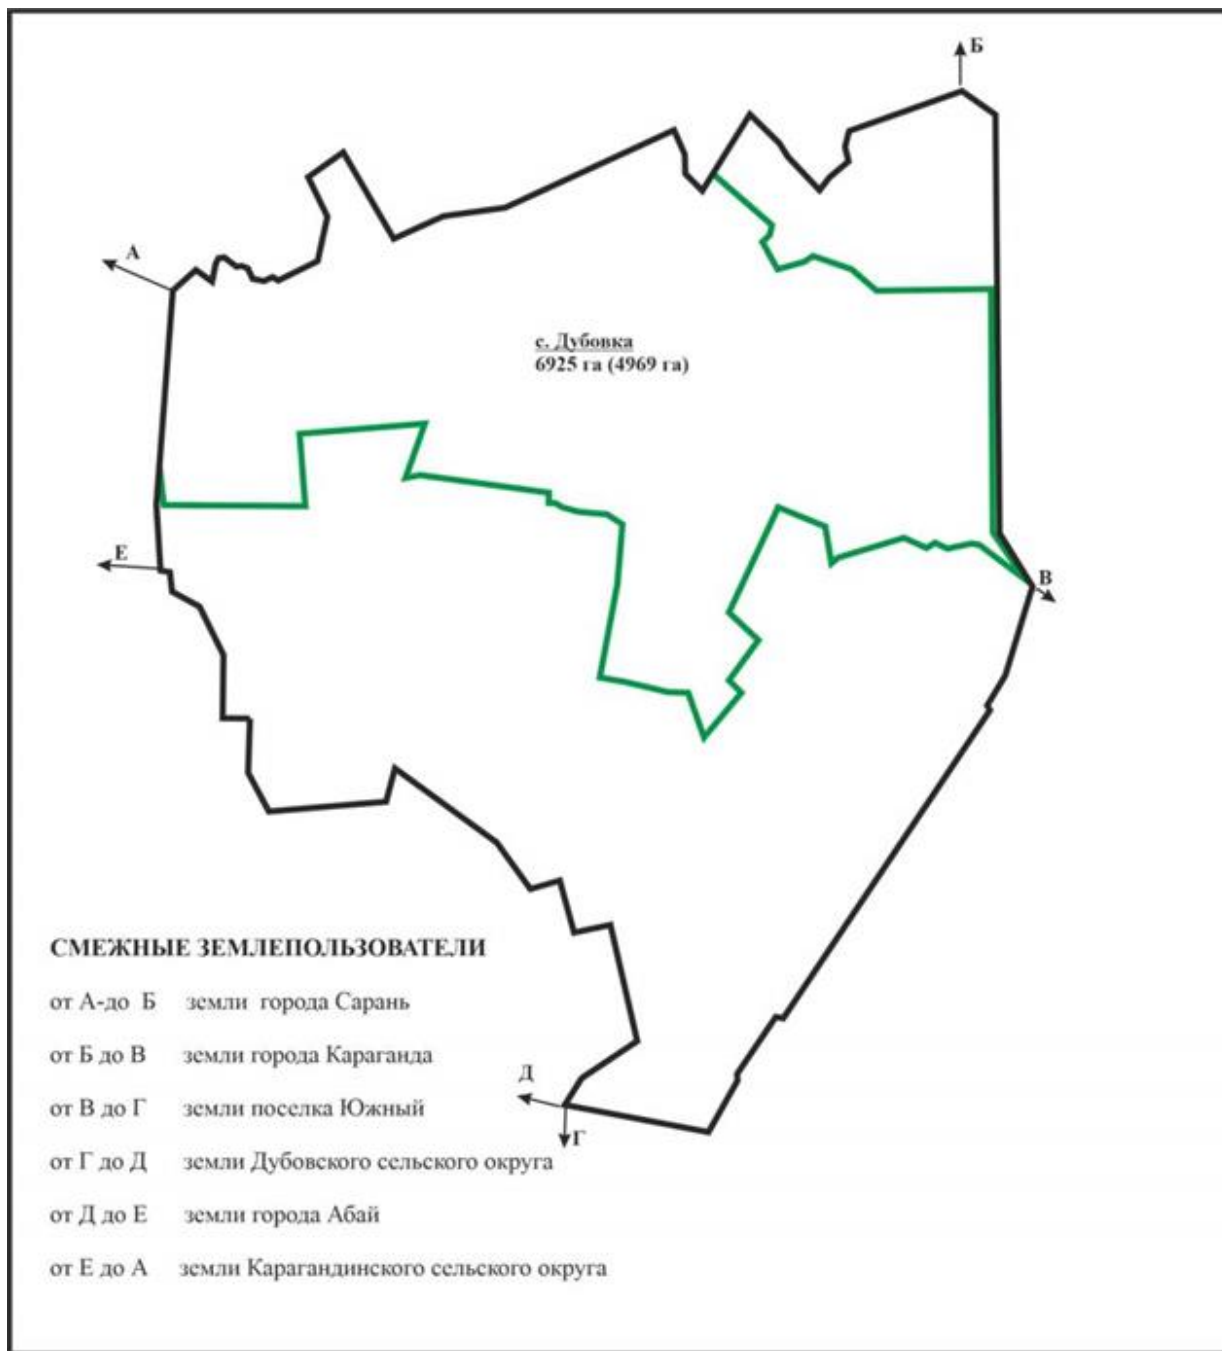 Б
А
с. Дубовка
6925 га (4969 га)
Е
В
СМЕЖНЫЕ ЗЕМЛЕПОЛЬЗОВАТЕЛИ
от А-до Б земли города Сарань
от Б до В земли города Караганда
от В до Г земли поселка Южный
Д
Г
от Г до Д земли Дубовского сельского округа
от Д до Е земли города Абай
от Е до А земли Карагандинского сельского округа